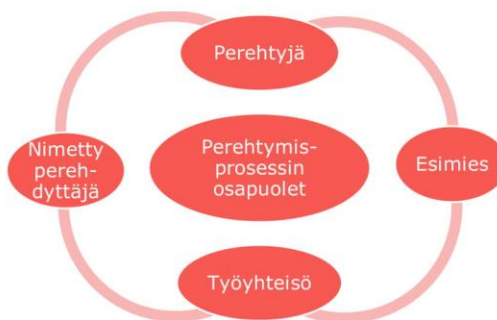 Perehtyjä
Nimetty
pereh-
dyttäjä
Perehtymis-
prosessin
osapuolet
Esimies
Työyhteisö